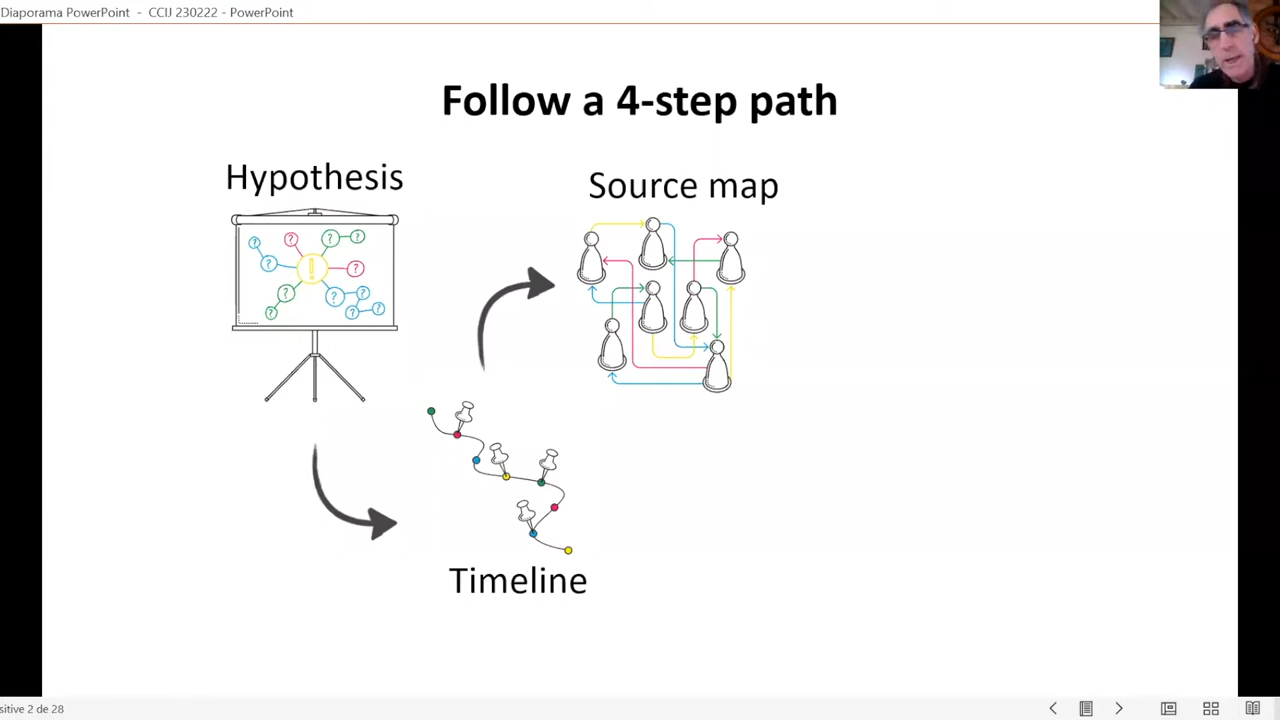 Diaporama PowerPoint - CCIJ 230222 - PowerPoint
Follow a 4-step path
Hypothesis
Source map
Timeline
sitive 2 de 28